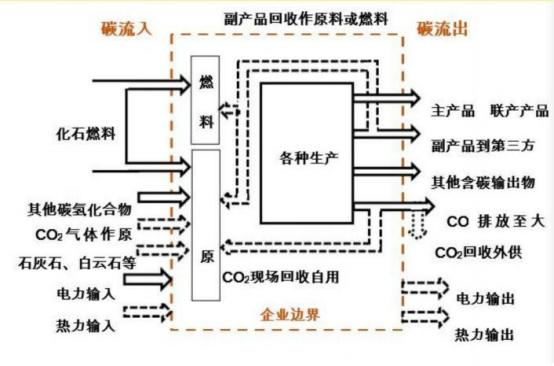 副产品回收作原料或燃料
碳流入
碳流出
燃料
化石燃料
各种生产
主产品 联产产品
副产品到第三方
其他含碳输出物
其他碳氢化合物
CO 排放至大
CO₂气体作原
原
CO₂回收外供
石灰石、白云石等
CO₂现场回收自用
电力输入
电力输出
企业边界
热力输入
热力输出